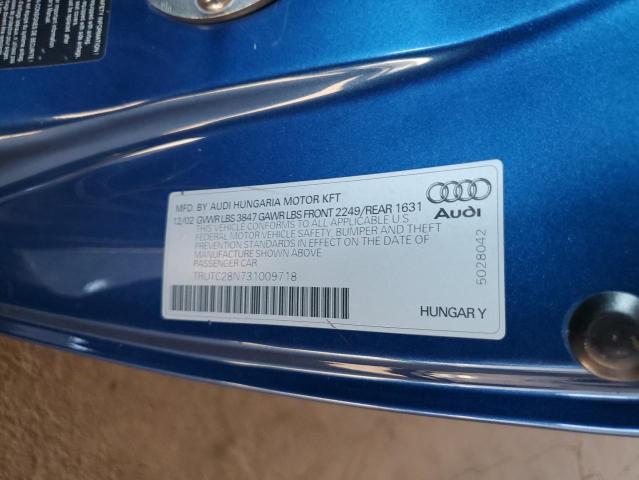 MFD. BY AUDI HUNGARIA MOTOR KFT
12/02 GVWR LBS 3847 GAWR LBS FRONT 2249/REAR 1631
THIS VEHICLE CONFORMS TO ALL APPLICABLE U.S
FEDERAL MOTOR VEHICLE SAFETY, BUMPER AND THEFT
PREVENTION STANDARDS IN EFFECT ON THE DATE OF
MANUFACTURE SHOWN ABOVE
PASSENGER CAR
TRUTC28N731009718
HUNGARY
Audi
5028042